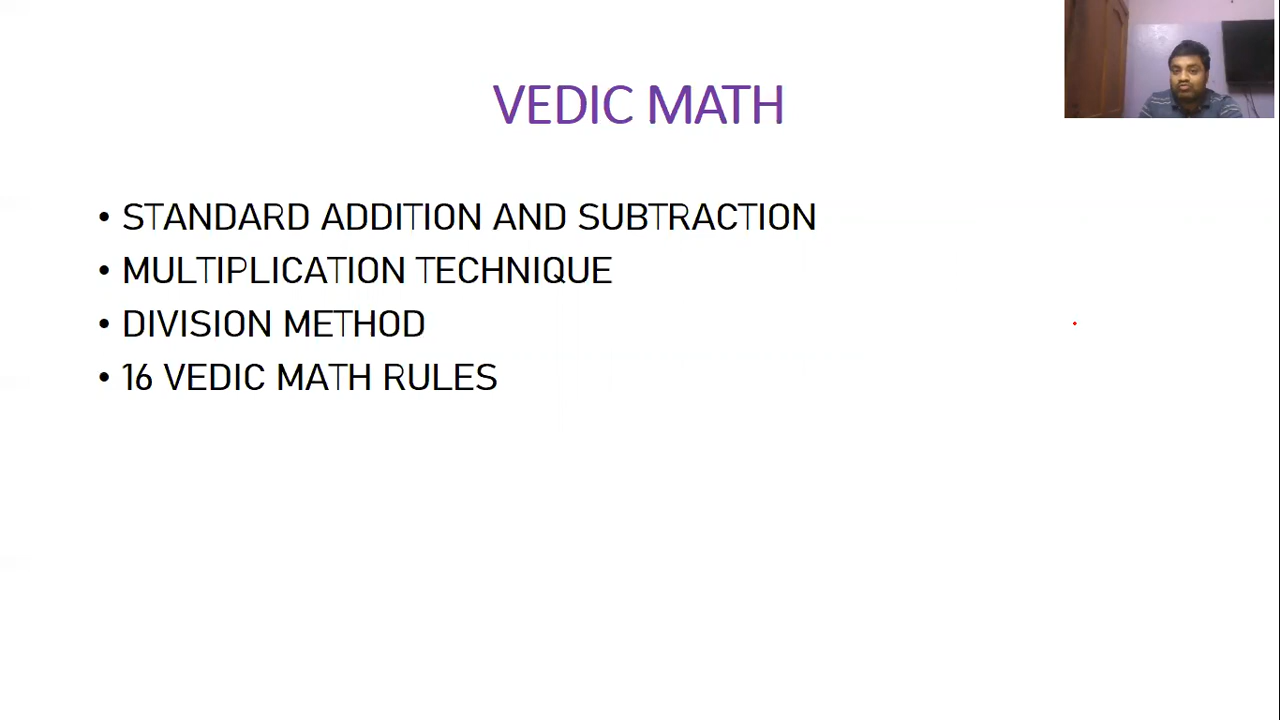 VEDIC MATH
• STANDARD ADDITION AND SUBTRACTION
• MULTIPLICATION TECHNIQUE
• DIVISION METHOD
• 16 VEDIC MATH RULES